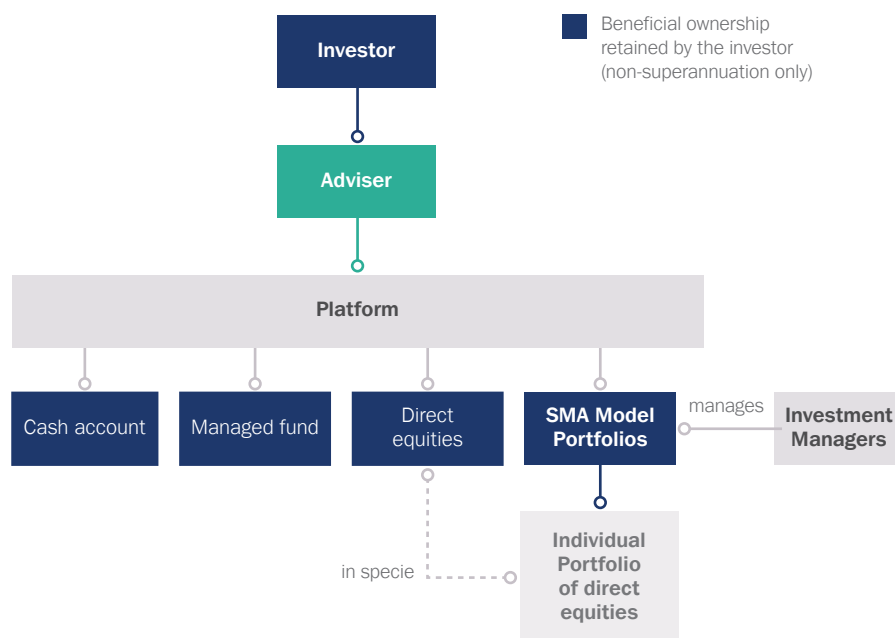 Investor
Beneficial ownership
retained by the investor
(non-superannuation only)
Adviser
Platform
Cash account
Managed fund
Direct
equities
SMA Model
Portfolios
manages
Investment
Managers
in specie
Individual
Portfolio
of direct
equities